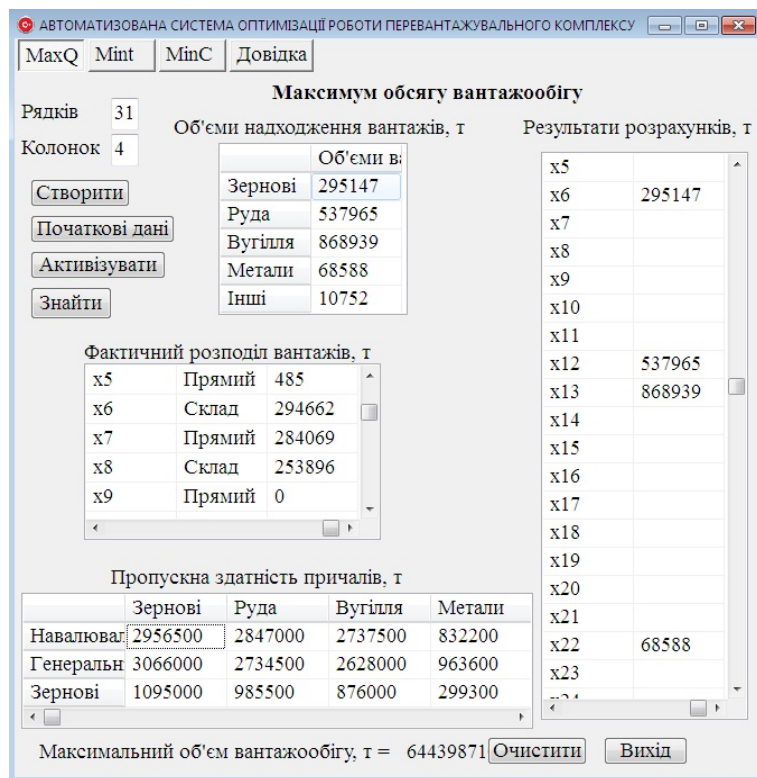 АВТОМАТИЗОВАНА СИСТЕМА ОПТИМІЗАЦІЇ РОБОТИ ПЕРЕВАНТАЖУВАЛЬНОГО КОМПЛЕКСУ
MaxQ Mint MinC Довідка
Максимум обсягу вантажообігу
Рядків 31
Колонок 4
Створити
Початкові дані
Активізувати
Знайти
Об'єми надходження вантажів, т
Об'єми ва
Зернові 295147
Руда 537965
Вугілля 868939
Метали 68588
Інші 10752
Фактичний розподіл вантажів, т
x5 Прямий 485
x6 Склад 294662
x7 Прямий 284069
x8 Склад 253896
x9 Прямий 0
Результати розрахунків, т
x5
x6 295147
x7
x8
x9
x10
x11
x12 537965
x13 868939
x14
x15
x16
x17
x18
x19
x20
x21
x22 68588
x23
Пропускна здатність причалів, т
Зернові Руда Вугілля Метали
Навалювал 2956500 2847000 2737500 832200
Генеральн 3066000 2734500 2628000 963600
Зернові 1095000 985500 876000 299300
Максимальний об'єм вантажообігу, т = 64439871 Очистити Вихід